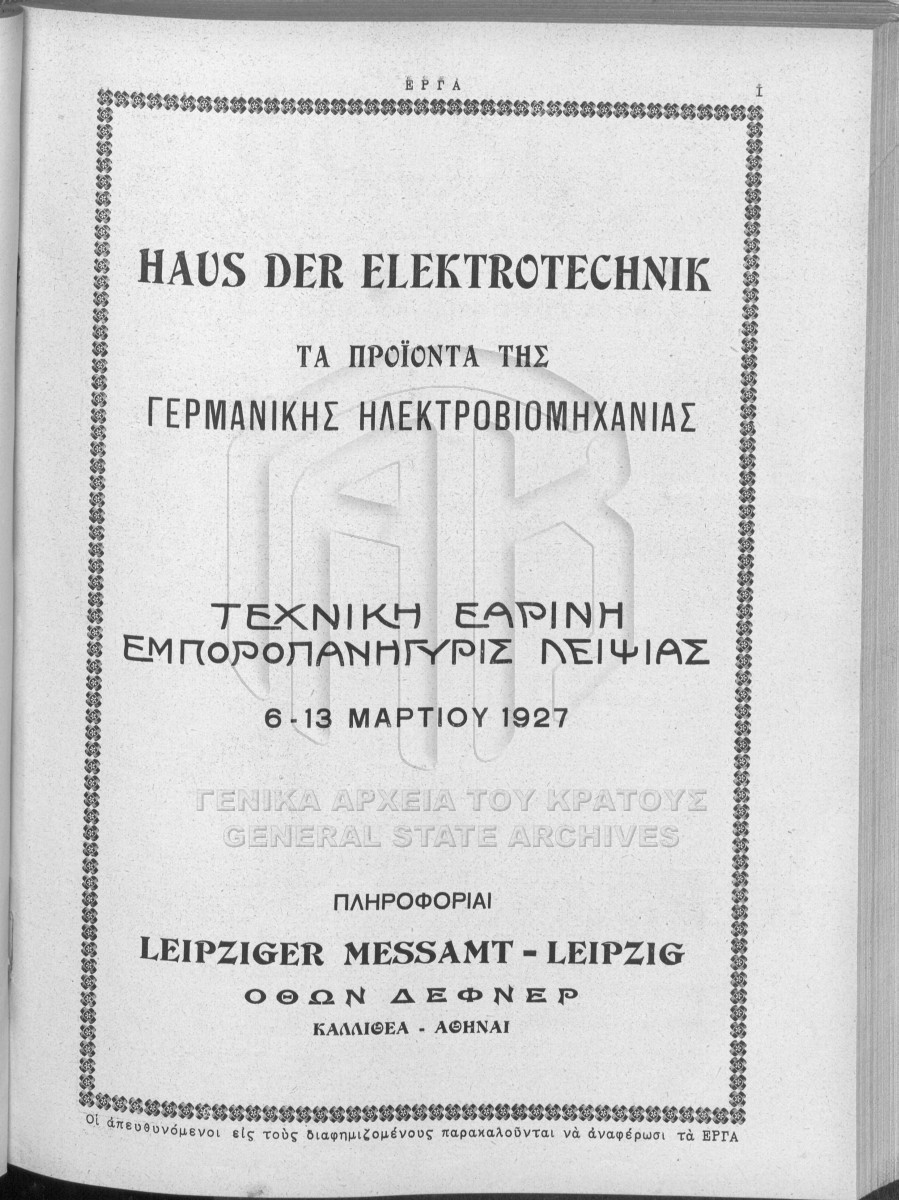 ΕΡΓΑ
ί
HAUS DER ELEKTROTECHNIK
ΤΑ ΠΡΟΪΟΝΤΑ ΤΗΣ
ΓΕΡΜΑΝΙΚΗΣ ΗΛΕΚΤΡΟΒΙΟΜΗΧΑΝΙΑΣ
ΤΕΧΝΙΚΗ ΕΑΡΙΝΗ
ΕΜΠΟΡΟΠΑΝΗΓΥΡΙΣ ΛΕΙΨΙΑΣ
6 - 13 ΜΑΡΤΙΟΥ 1927
ΓΑΚ
ΓΕΝΙΚΑ ΑΡΧΕΙΑ ΤΟΥ ΚΡΑΤΟΥΣ
GENERAL STATE ARCHIVES
ΠΛΗΡΟΦΟΡΙΑΙ
LEIPZIGER MESSAMT - LEIPZIG
ΟΘΩΝ ΔΕΦΝΕΡ
ΚΑΛΛΙΘΕΑ - ΑΘΗΝΑΙ
Οἱ ἀπευθυνόμενοι εἰς τοὺς διαφημιζομένους παρακαλοῦνται νὰ ἀναφέρωσι τὰ ΕΡΓΑ